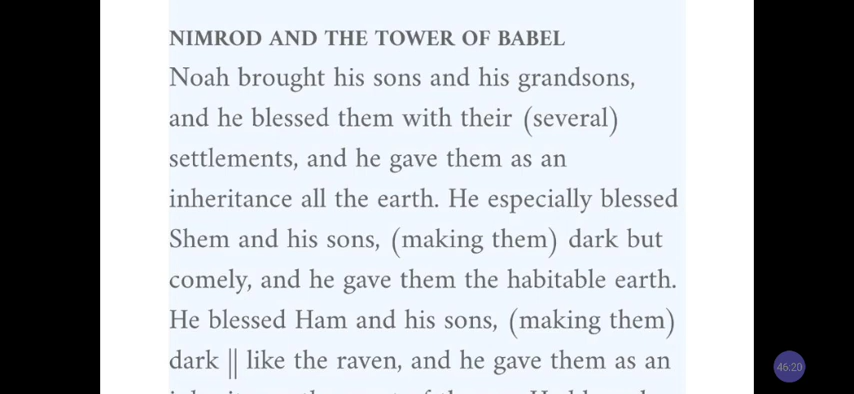 NIMROD AND THE TOWER OF BABEL
Noah brought his sons and his grandsons,
and he blessed them with their (several)
settlements, and he gave them as an
inheritance all the earth. He especially blessed
Shem and his sons, (making them) dark but
comely, and he gave them the habitable earth.
He blessed Ham and his sons, (making them)
dark || like the raven, and he gave them as an
46.20